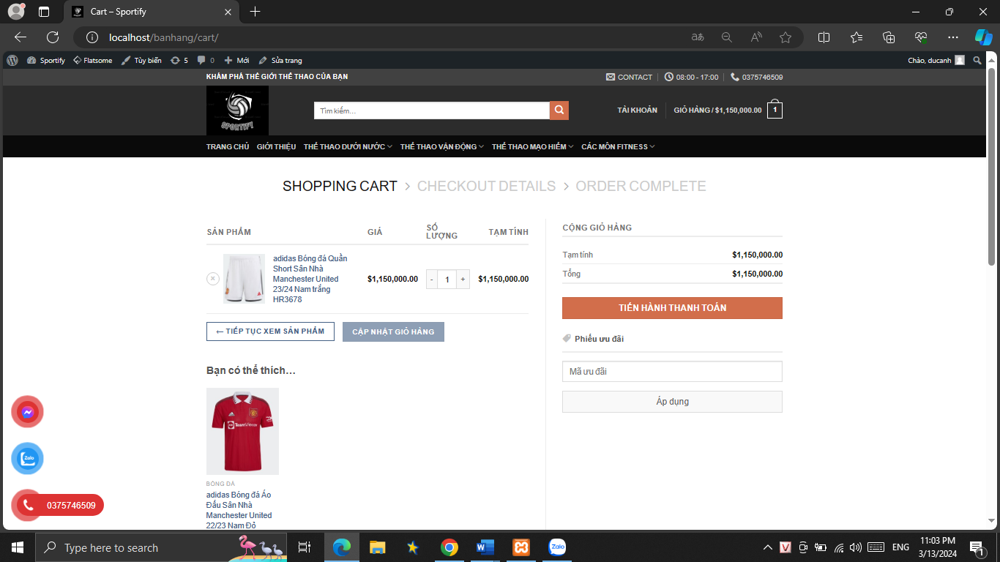 Cart – Sportify
localhost/banhang/cart/
Sportify Flatsome Tùy biến 5 0 Mới Sửa trang Chào, ducanh
KHÁM PHÁ THẾ GIỚI THỂ THAO CỦA BẠN CONTACT 08:00 - 17:00 0375746509
SPORTIFY
Tìm kiếm...
TÀI KHOẢN GIỎ HÀNG / $1,150,000.00 1
TRANG CHỦ GIỚI THIỆU THỂ THAO DƯỚI NƯỚC THỂ THAO VẬN ĐỘNG THỂ THAO MẠO HIỂM CÁC MÔN FITNESS
SHOPPING CART > CHECKOUT DETAILS > ORDER COMPLETE
SẢN PHẨM GIÁ SỐ LƯỢNG TẠM TÍNH
adidas Bóng đá Quần
Short Sân Nhà
Manchester United
23/24 Nam trắng
HR3678
$1,150,000.00 - 1 + $1,150,000.00
← TIẾP TỤC XEM SẢN PHẨM CẬP NHẬT GIỎ HÀNG
CỘNG GIỎ HÀNG
Tạm tính $1,150,000.00
Tổng $1,150,000.00
TIẾN HÀNH THANH TOÁN
Phiếu ưu đãi
Mã ưu đãi
Áp dụng
Bạn có thể thích…
TeamViewer
BÓNG ĐÁ
adidas Bóng đá Áo
Đấu Sân Nhà
Manchester United
22/23 Nam Đỏ
Zalo
0375746509
Type here to search
Zalo
ENG
11:03 PM
3/13/2024
1